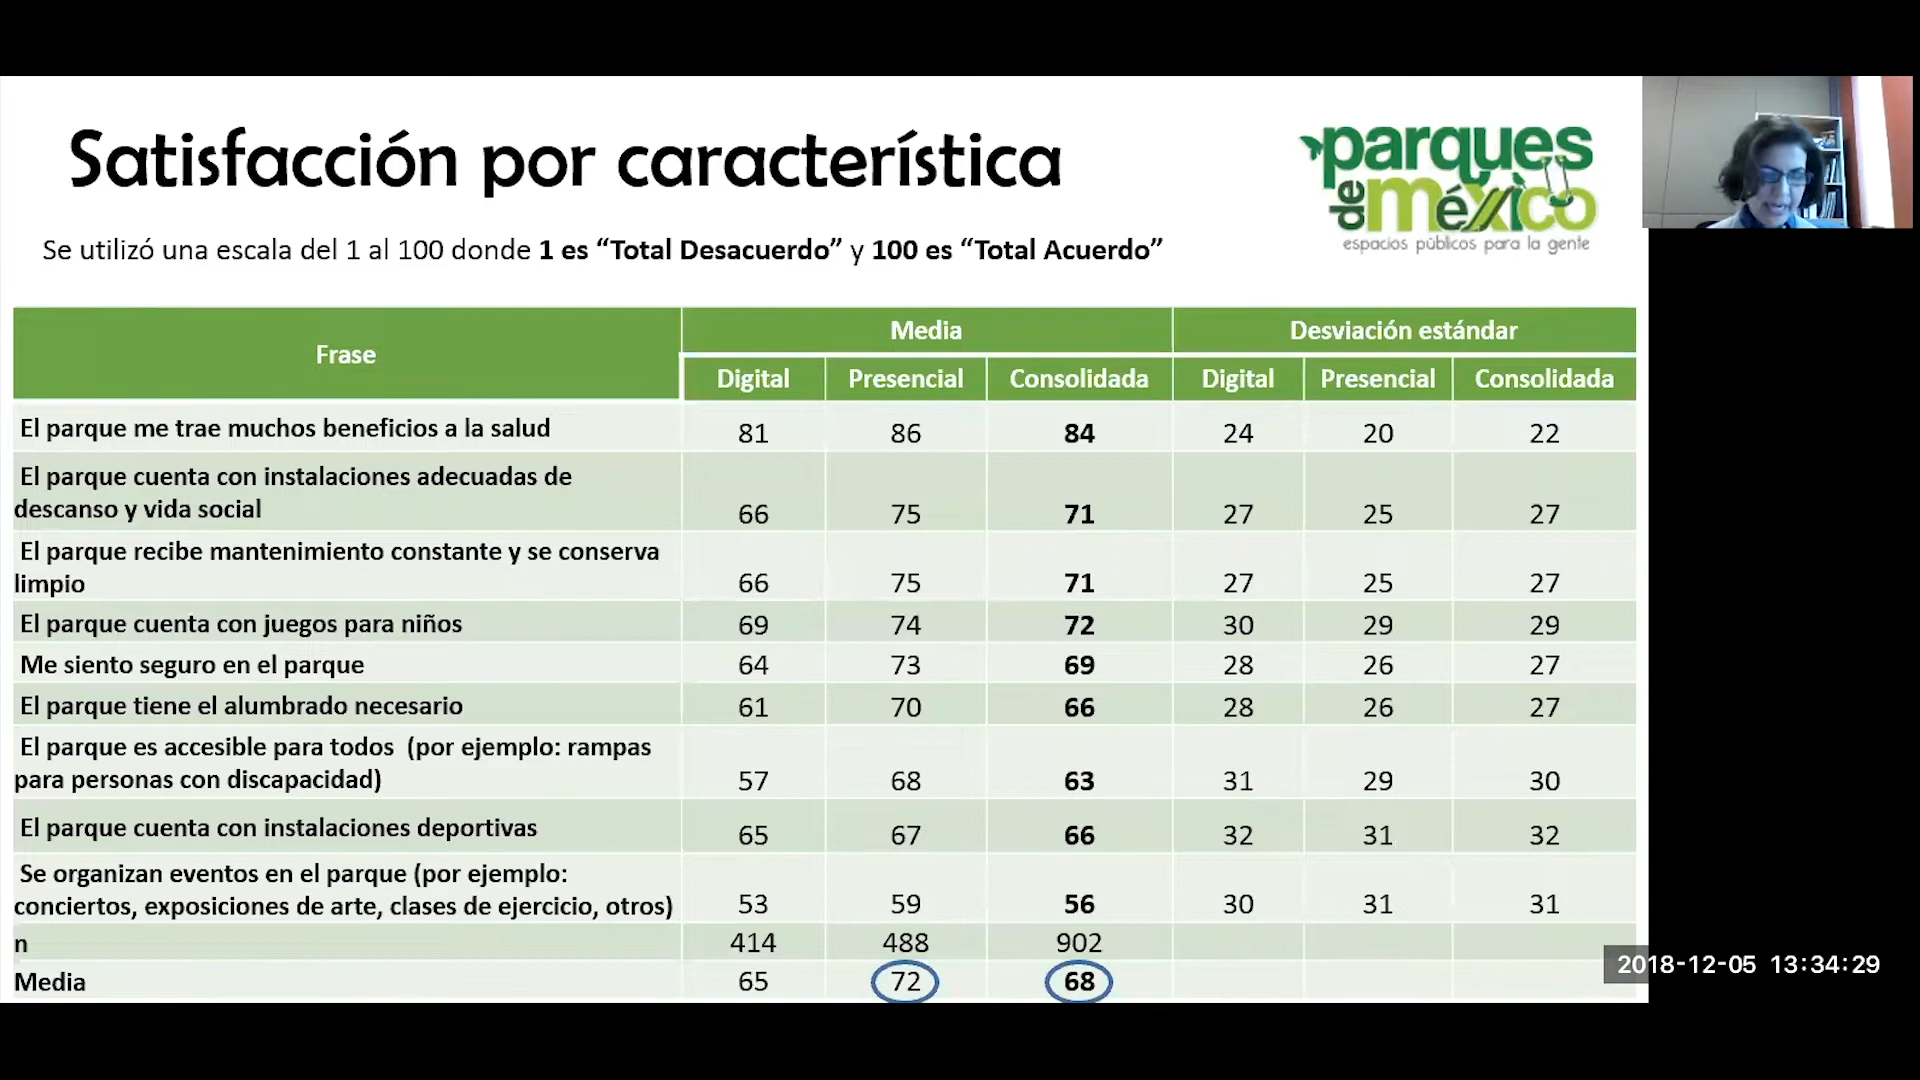 Satisfacción por característica
parques
de méxico
espacios públicos para la gente
Se utilizó una escala del 1 al 100 donde 1 es “Total Desacuerdo” y 100 es “Total Acuerdo”
Frase Media Desviación estándar
Digital Presencial Consolidada Digital Presencial Consolidada
El parque me trae muchos beneficios a la salud 81 86 84 24 20 22
El parque cuenta con instalaciones adecuadas de
descanso y vida social 66 75 71 27 25 27
El parque recibe mantenimiento constante y se conserva
limpio 66 75 71 27 25 27
El parque cuenta con juegos para niños 69 74 72 30 29 29
Me siento seguro en el parque 64 73 69 28 26 27
El parque tiene el alumbrado necesario 61 70 66 28 26 27
El parque es accesible para todos (por ejemplo: rampas
para personas con discapacidad) 57 68 63 31 29 30
El parque cuenta con instalaciones deportivas 65 67 66 32 31 32
Se organizan eventos en el parque (por ejemplo:
conciertos, exposiciones de arte, clases de ejercicio, otros) 53 59 56 30 31 31
n 414 488 902
Media 65 72 68
2018-12-05 13:34:29